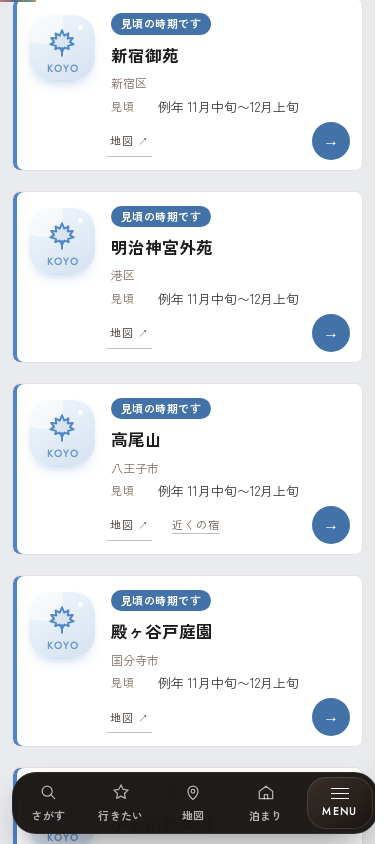 見頃の時期です
新宿御苑
KOYO
新宿区
見頃 例年 11月中旬〜12月上旬
地図 ↗
→
見頃の時期です
明治神宮外苑
KOYO
港区
見頃 例年 11月中旬〜12月上旬
地図 ↗
→
見頃の時期です
高尾山
KOYO
八王子市
見頃 例年 11月中旬〜12月上旬
地図 ↗ 近くの宿
→
見頃の時期です
殿ヶ谷戸庭園
KOYO
国分寺市
見頃 例年 11月中旬〜12月上旬
地図 ↗
→
さがす 行きたい 地図 泊まり MENU
KOYO